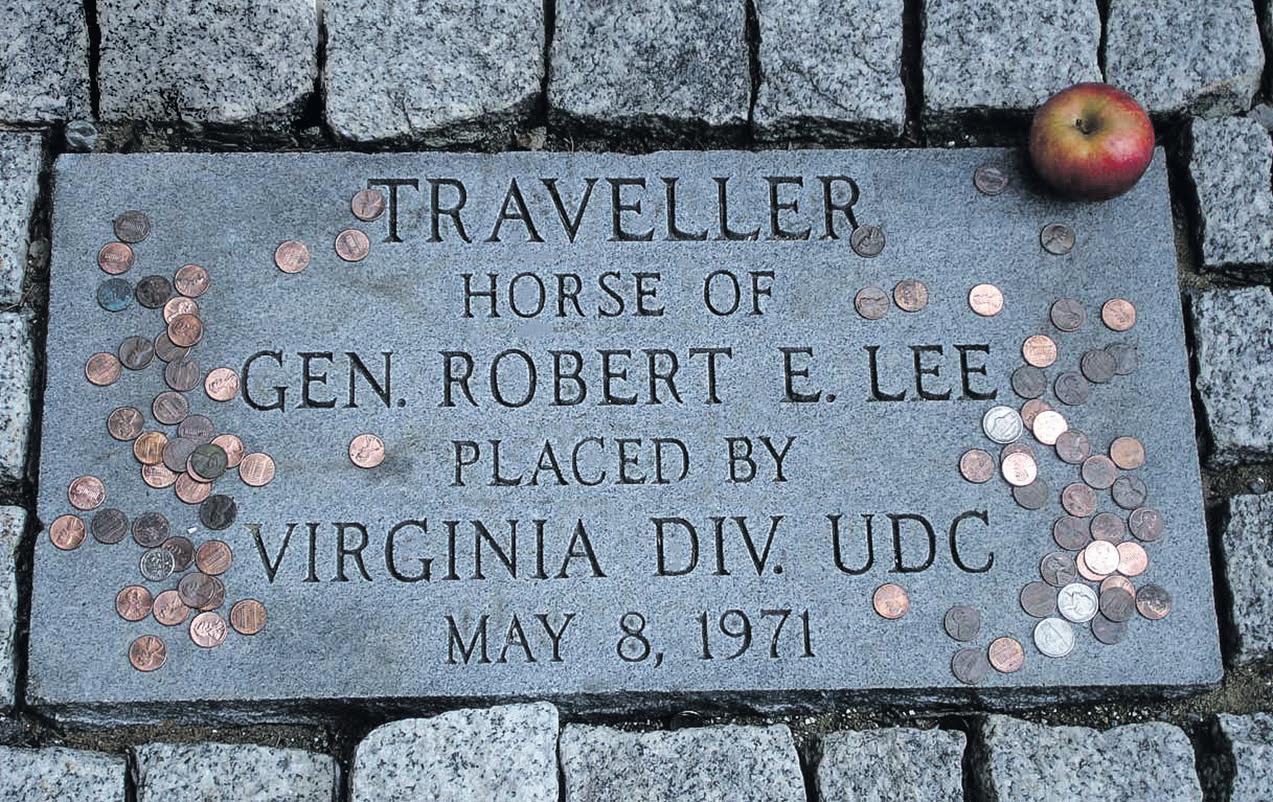 TRAVELLER
HORSE OF
GEN. ROBERT E. LEE
PLACED BY
VIRGINIA DIV. UDC
MAY 8, 1971